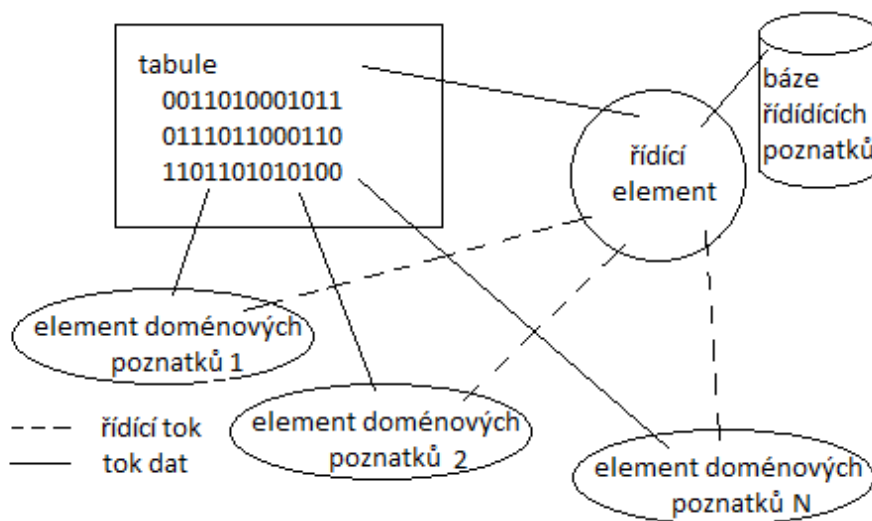 tabule
0011010001011
0111011000110
1101101010100
báze
řídídících
poznatků
řídící
element
element doménových
poznatků 1
element doménových
poznatků 2
element doménových
poznatků N
řídící tok
tok dat